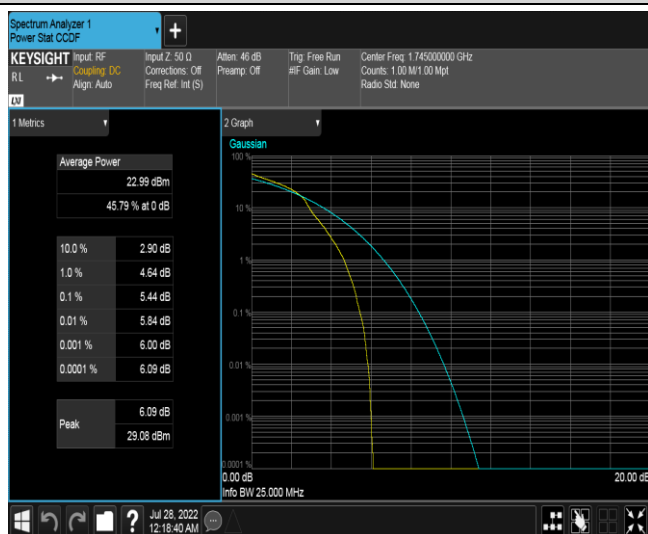 Spectrum Analyzer 1
Power Stat CCDF
KEYSIGHT
RL
LXI
Input: RF
Coupling: DC
Align: Auto
Input Z: 50 Ω
Corrections: Off
Freq Ref: Int (S)
Atten: 46 dB
Preamp: Off
Trig: Free Run
#IF Gain: Low
Center Freq: 1.745000000 GHz
Counts: 1.00 M/1.00 Mpt
Radio Std: None
1 Metrics
Average Power
22.99 dBm
45.79 % at 0 dB
10.0 % 2.90 dB
1.0 % 4.64 dB
0.1 % 5.44 dB
0.01 % 5.84 dB
0.001 % 6.00 dB
0.0001 % 6.09 dB
Peak
6.09 dB
29.08 dBm
2 Graph
Gaussian
100 %
10 %
1 %
0.1 %
0.01 %
0.001 %
0.0001 %
0.00 dB 20.00 dB
Info BW 25.000 MHz
?
Jul 28, 2022
12:18:40 AM